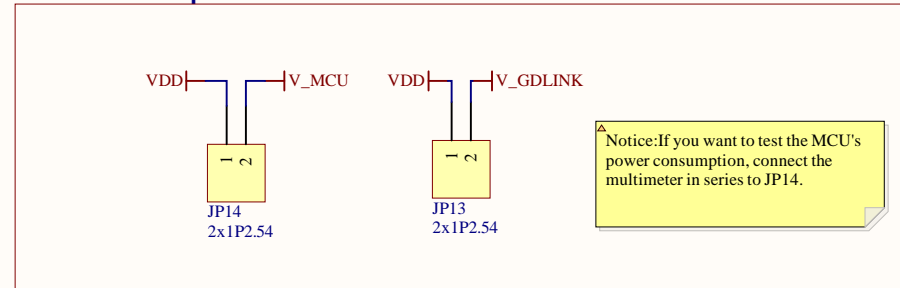 VDD
V_MCU
VDD
V_GDLINK
1
2
1
2
JP14
2x1P2.54
JP13
2x1P2.54
Notice:If you want to test the MCU's
power consumption, connect the
multimeter in series to JP14.